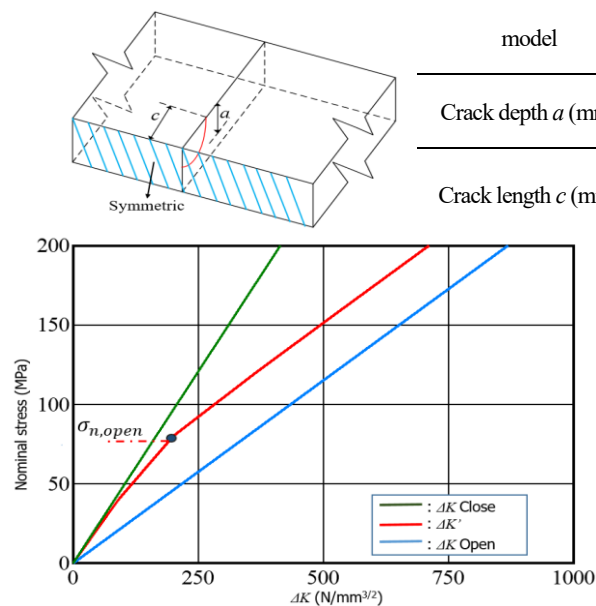 model
c
a
Crack depth a (m
Symmetric
Crack length c (m
200
150
σn,open
100
50
0
Nominal stress (MPa)
: ΔK Close
: ΔK'
: ΔK Open
0
250
500
750
1000
ΔK (N/mm3/2)